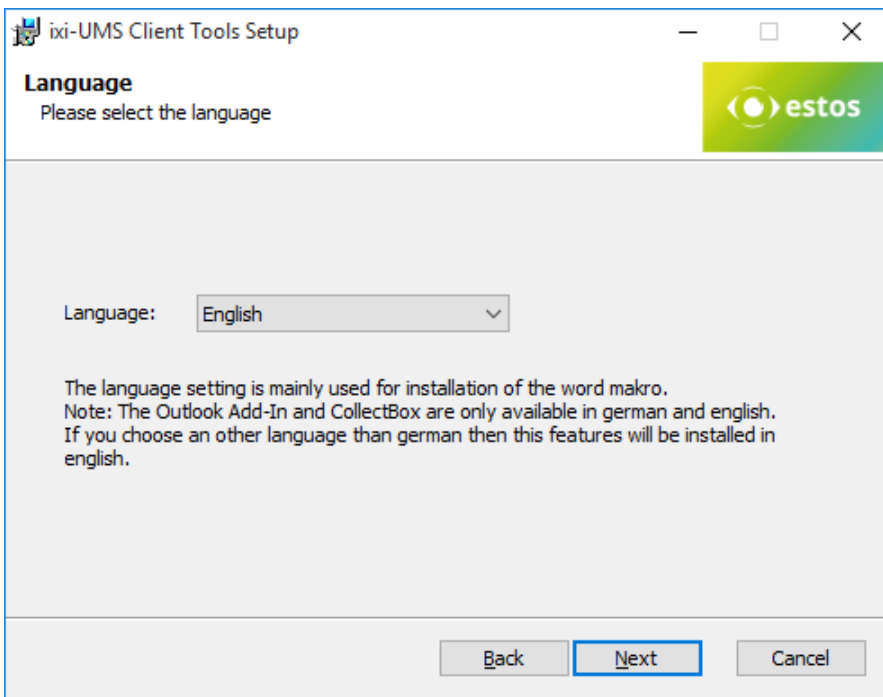 ixi-UMS Client Tools Setup
Language
Please select the language
estos
Language:
English
The language setting is mainly used for installation of the word makro.
Note: The Outlook Add-In and CollectBox are only available in german and english.
If you choose an other language than german then this features will be installed in
english.
Back
Next
Cancel